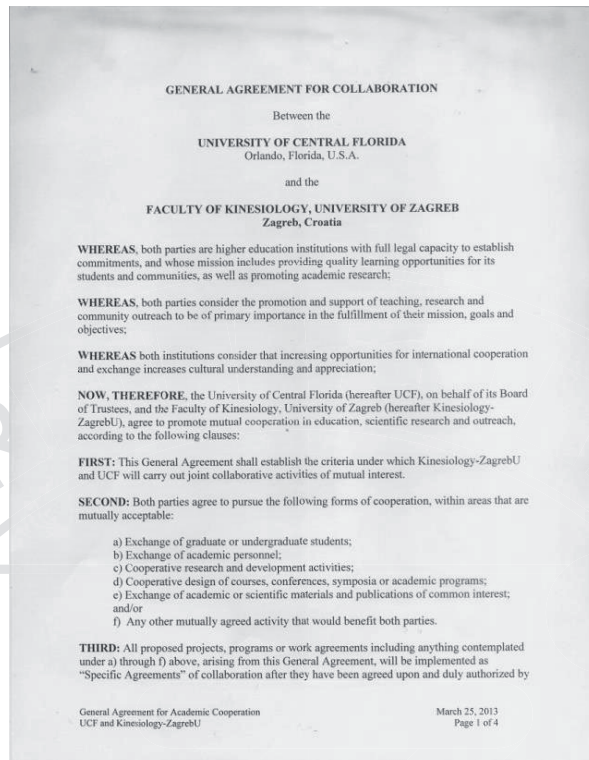 GENERAL AGREEMENT FOR COLLABORATION
Between the
UNIVERSITY OF CENTRAL FLORIDA
Orlando, Florida, U.S.A.
and the
FACULTY OF KINESIOLOGY, UNIVERSITY OF ZAGREB
Zagreb, Croatia
WHEREAS, both parties are higher education institutions with full legal capacity to establish
commitments, and whose mission includes providing quality learning opportunities for its
students and communities, as well as promoting academic research;
WHEREAS, both parties consider the promotion and support of teaching, research and
community outreach to be of primary importance in the fulfillment of their mission, goals and
objectives;
WHEREAS both institutions consider that increasing opportunities for international cooperation
and exchange increases cultural understanding and appreciation;
NOW, THEREFORE, the University of Central Florida (hereafter UCF), on behalf of its Board
of Trustees, and the Faculty of Kinesiology, University of Zagreb (hereafter Kinesiology-
ZagrebU), agree to promote mutual cooperation in education, scientific research and outreach,
according to the following clauses:
FIRST: This General Agreement shall establish the criteria under which Kinesiology-ZagrebU
and UCF will carry out joint collaborative activities of mutual interest.
SECOND: Both parties agree to pursue the following forms of cooperation, within areas that are
mutually acceptable:
a) Exchange of graduate or undergraduate students;
b) Exchange of academic personnel;
c) Cooperative research and development activities;
d) Cooperative design of courses, conferences, symposia or academic programs;
e) Exchange of academic or scientific materials and publications of common interest;
and/or
f) Any other mutually agreed activity that would benefit both parties.
THIRD: All proposed projects, programs or work agreements including anything contemplated
under a) through f) above, arising from this General Agreement, will be implemented as
“Specific Agreements” of collaboration after they have been agreed upon and duly authorized by
General Agreement for Academic Cooperation
UCF and Kinesiology-ZagrebU
March 25, 2013
Page 1 of 4